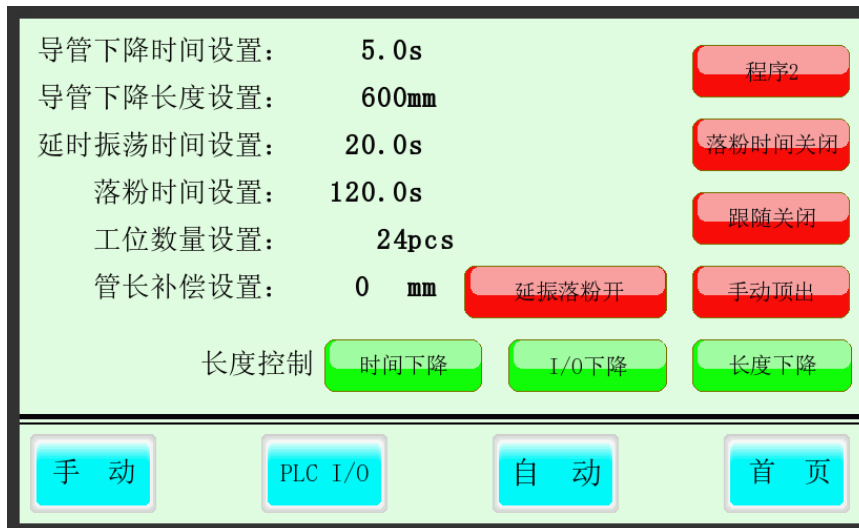 导管下降时间设置： 5.0s
程序2
导管下降长度设置： 600mm
延时振荡时间设置： 20.0s
落粉时间关闭
落粉时间设置： 120.0s
跟随关闭
工位数量设置： 24pcs
管长补偿设置： 0 mm 延振落粉开 手动顶出
长度控制 时间下降 I/O下降 长度下降
手 动 PLC I/O 自 动 首 页